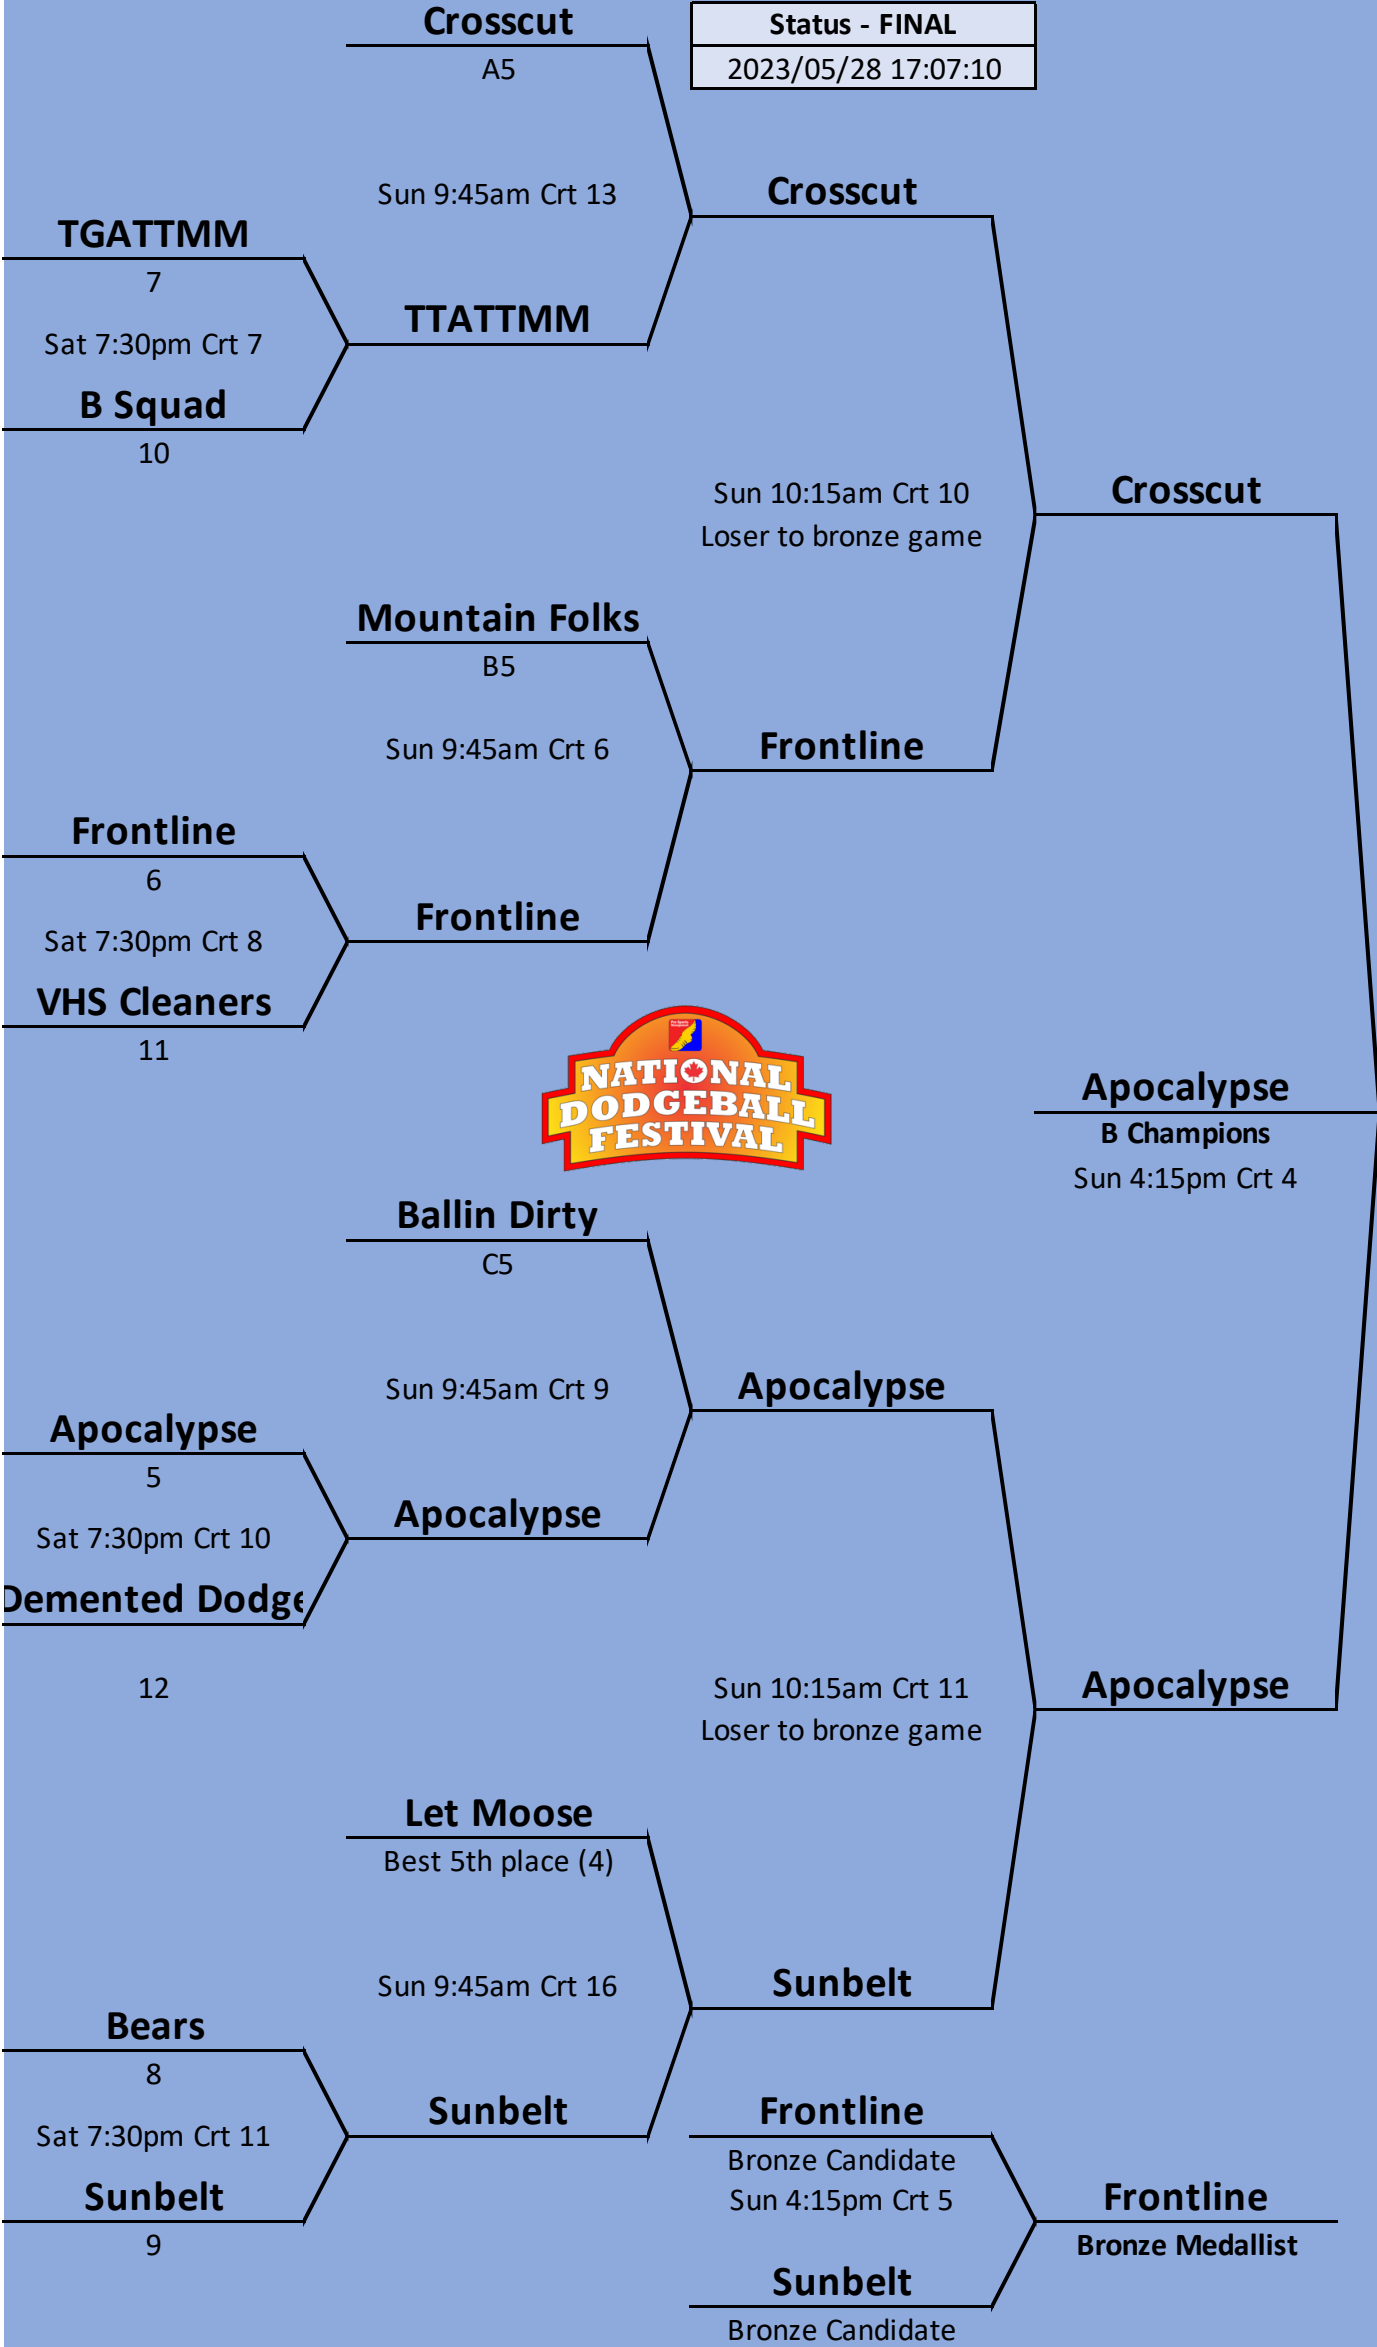 Crosscut
A5
Status - FINAL
2023/05/28 17:07:10
Sun 9:45am Crt 13
Crosscut
TGATTMM
7
TTATTMM
Sat 7:30pm Crt 7
B Squad
10
Sun 10:15am Crt 10
Loser to bronze game
Crosscut
Mountain Folks
B5
Sun 9:45am Crt 6
Frontline
Frontline
6
Frontline
Sat 7:30pm Crt 8
VHS Cleaners
11
NATIONAL
DODGEBALL
FESTIVAL
Apocalypse
B Champions
Sun 4:15pm Crt 4
Ballin Dirty
C5
Sun 9:45am Crt 9
Apocalypse
Apocalypse
5
Apocalypse
Sat 7:30pm Crt 10
Demented Dodge
12
Sun 10:15am Crt 11
Loser to bronze game
Apocalypse
Let Moose
Best 5th place (4)
Sun 9:45am Crt 16
Sunbelt
Bears
8
Sunbelt
Sat 7:30pm Crt 11
Sunbelt
9
Frontline
Bronze Candidate
Sun 4:15pm Crt 5
Frontline
Bronze Medallist
Sunbelt
Bronze Candidate